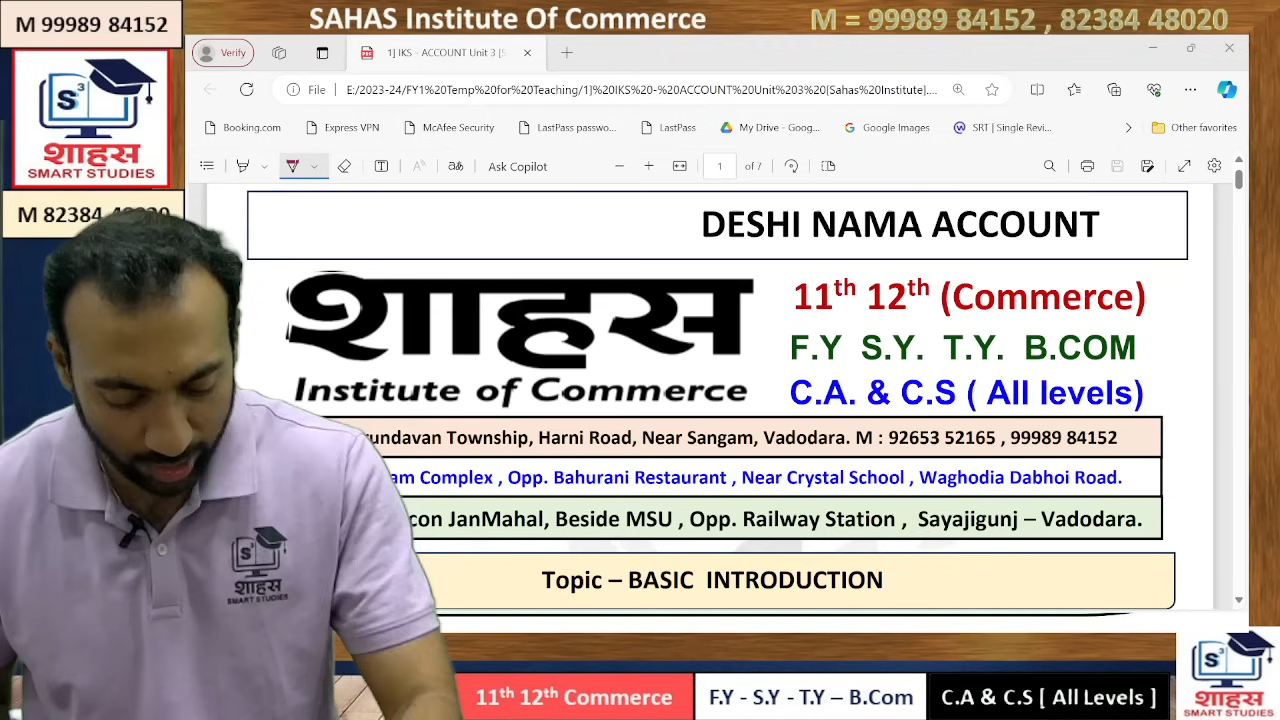 M 99989 84152
SAHAS Institute Of Commerce
M = 99989 84152 , 82384 48020
S³
शाहस
SMART STUDIES
M 82384 48020
Verify
1] IKS - ACCOUNT Unit 3 [S
File
E:/2023-24/FY1%20Temp%20for%20Teaching/1]%20IKS%20-%20ACCOUNT%20Unit%203%20[Sahas%20Institute]....
Booking.com
ExpressVPN
McAfee Security
LastPass passwo...
LastPass
My Drive - Goog...
Google Images
SRT | Single Revi...
Other favorites
Ask Copilot
1 of 7
DESHI NAMA ACCOUNT
शाहस
Institute of Commerce
11th 12th (Commerce)
F.Y S.Y. T.Y. B.COM
C.A. & C.S ( All levels)
Township, Harni Road, Near Sangam, Vadodara. M : 92653 52165 , 99989 84152
Complex , Opp. Bahurani Restaurant , Near Crystal School , Waghodia Dabhoi Road.
JanMahal, Beside MSU , Opp. Railway Station , Sayajigunj – Vadodara.
Topic – BASIC INTRODUCTION
S³
शाहस
SMART STUDIES
11th 12th Commerce
F.Y - S.Y - T.Y – B.Com
C.A & C.S [ All Levels ]
S³
शाहस
SMART STUDIES